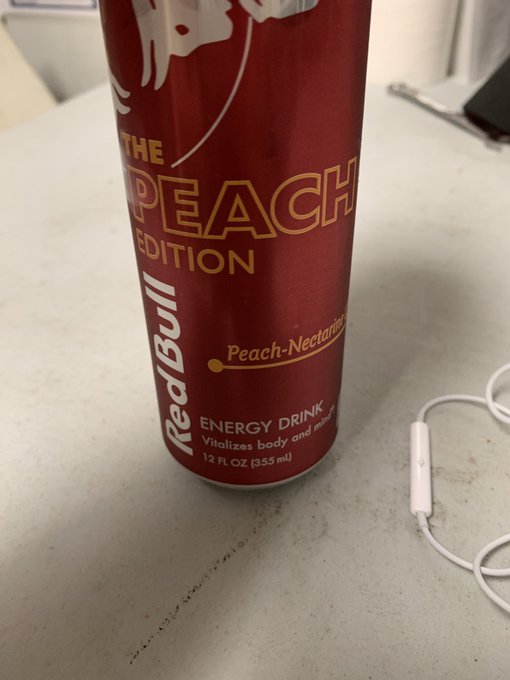 THE
PEACH
EDITION
Red Bull
Peach-Nectarine
ENERGY DRINK
Vitalizes body and mind®
12 FL OZ (355 mL)